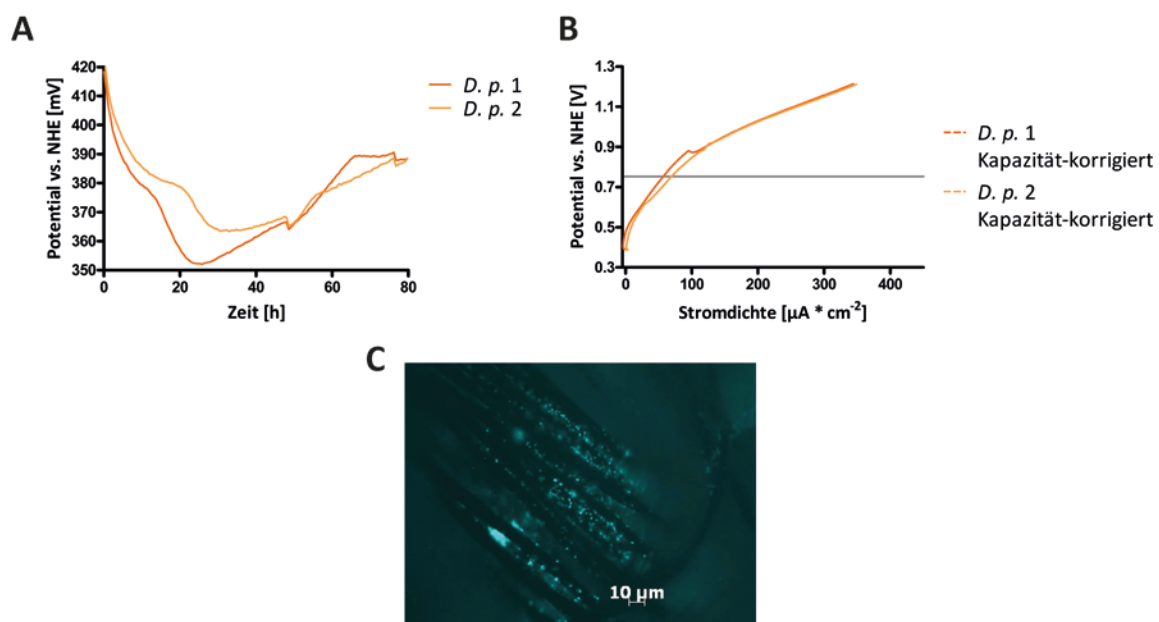 A
Potential vs. NHE [mV]
420
410
400
390
380
370
360
350
0
20
40
60
80
Zeit [h]
D. p. 1
D. p. 2
B
Potential vs. NHE [V]
1.3
1.1
0.9
0.7
0.5
0.3
0
100
200
300
400
Stromdichte [µA * cm-2]
D. p. 1
Kapazität-korrigiert
D. p. 2
Kapazität-korrigiert
C
10 µm